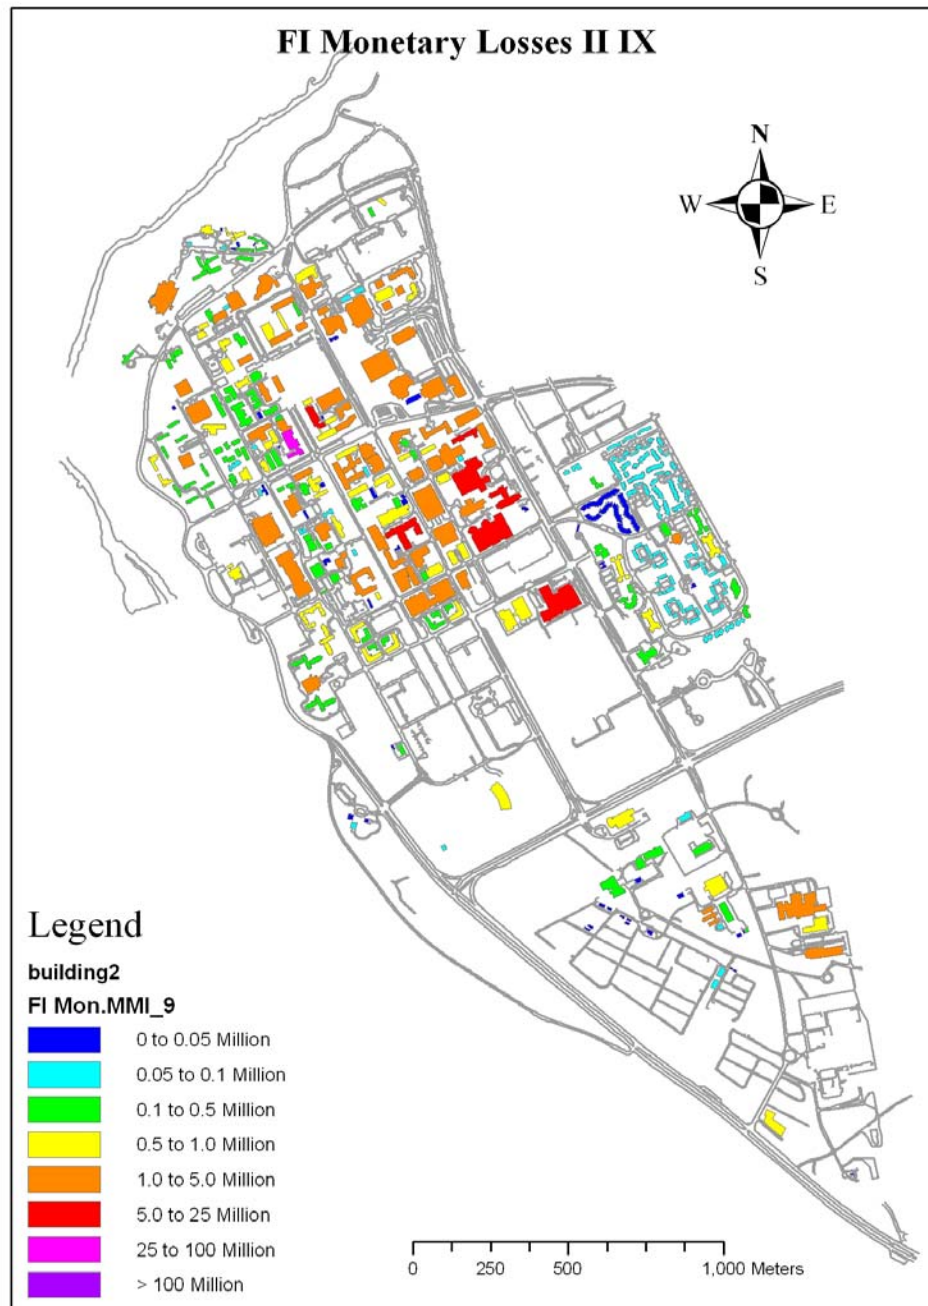 FI Monetary Losses II IX
N
W E
S
Legend
building2
FI Mon.MMI_9
0 to 0.05 Million
0.05 to 0.1 Million
0.1 to 0.5 Million
0.5 to 1.0 Million
1.0 to 5.0 Million
5.0 to 25 Million
25 to 100 Million
> 100 Million
0 250 500 1,000 Meters